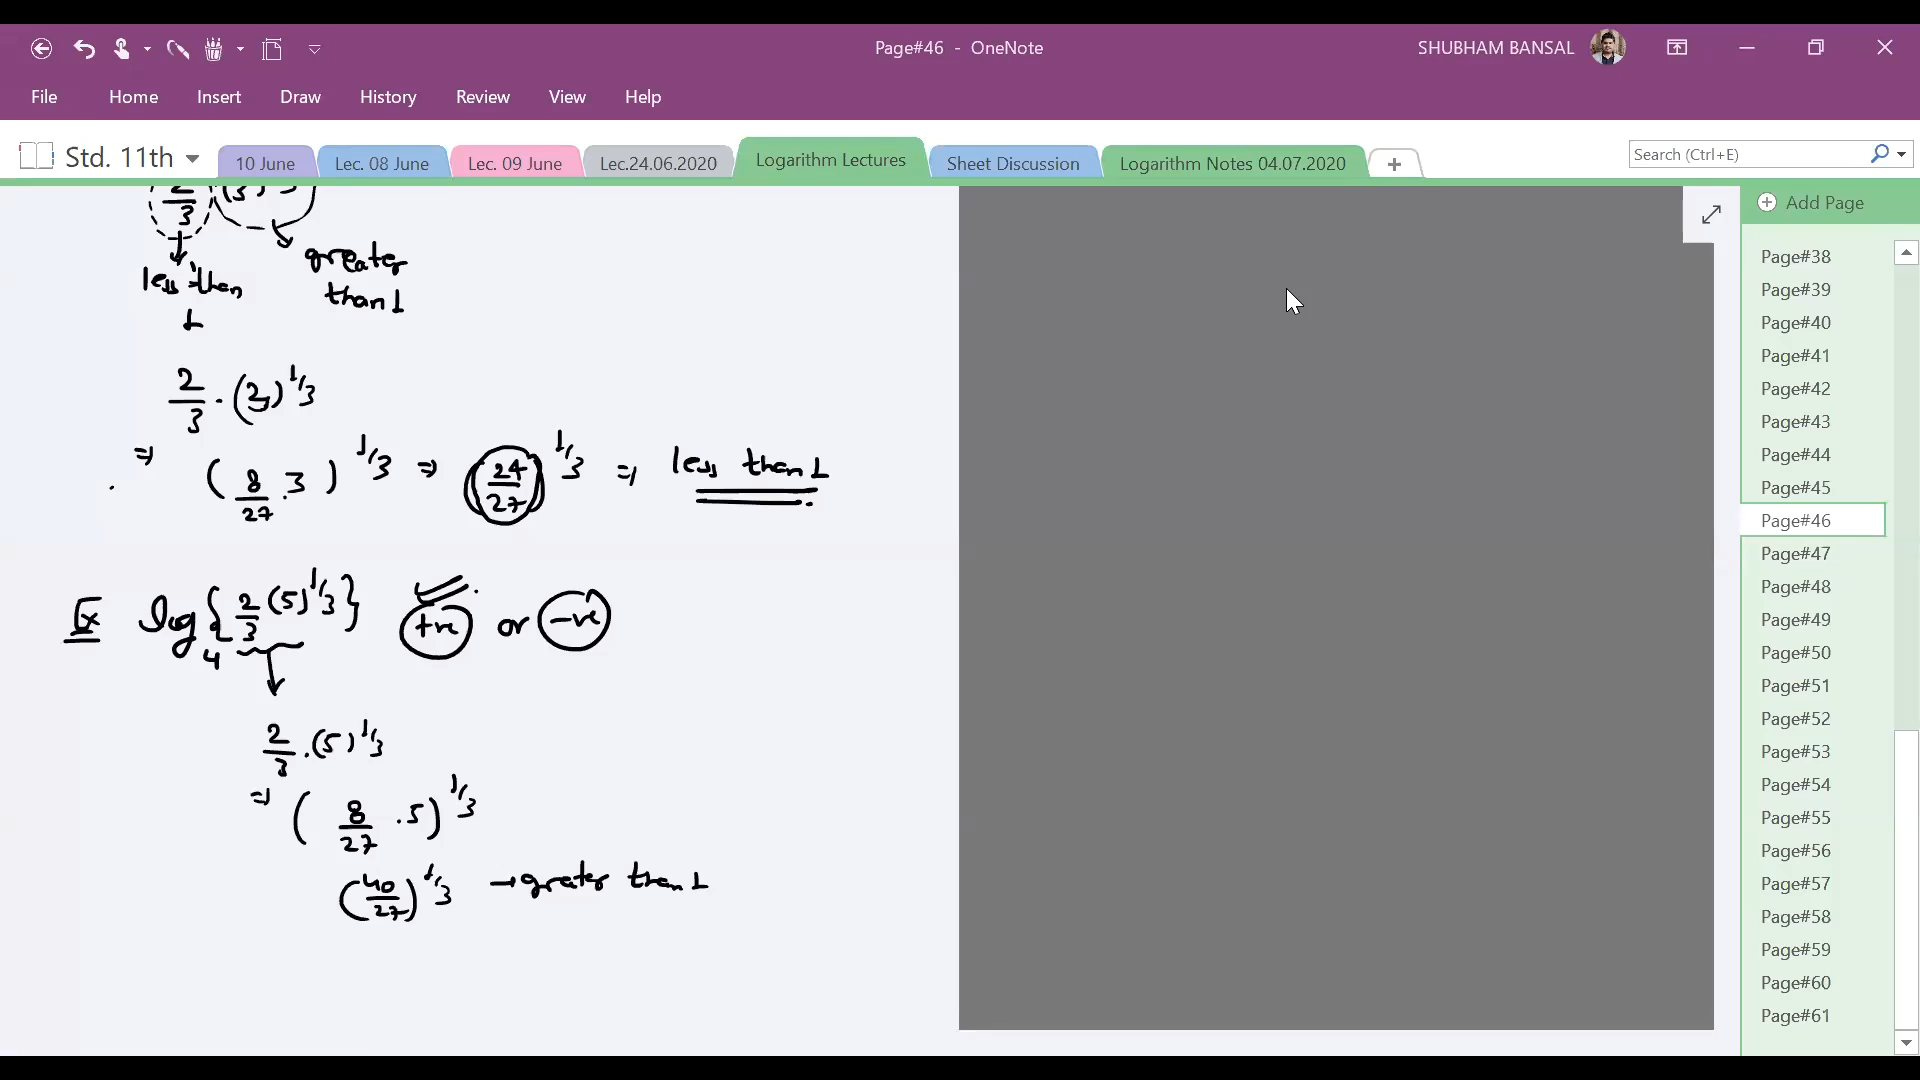 Page#46 - OneNote
SHUBHAM BANSAL
File Home Insert Draw History Review View Help
Std. 11th
10 June
Lec. 08 June
Lec. 09 June
Lec.24.06.2020
Logarithm Lectures
Sheet Discussion
Logarithm Notes 04.07.2020
Search (Ctrl+E)
2/3 (3)
less than 1
greater than 1
2/3 · (3)^1/3
⇒ (8/27 · 3)^1/3 ⇒ (24/27)^1/3 ⇒ less than 1
Ex log₄{2/3 (5)^1/3} +ve or -ve
2/3 · (5)^1/3
⇒ (8/27 · 5)^1/3
(40/27)^1/3 → greater than 1
Add Page
Page#38
Page#39
Page#40
Page#41
Page#42
Page#43
Page#44
Page#45
Page#46
Page#47
Page#48
Page#49
Page#50
Page#51
Page#52
Page#53
Page#54
Page#55
Page#56
Page#57
Page#58
Page#59
Page#60
Page#61